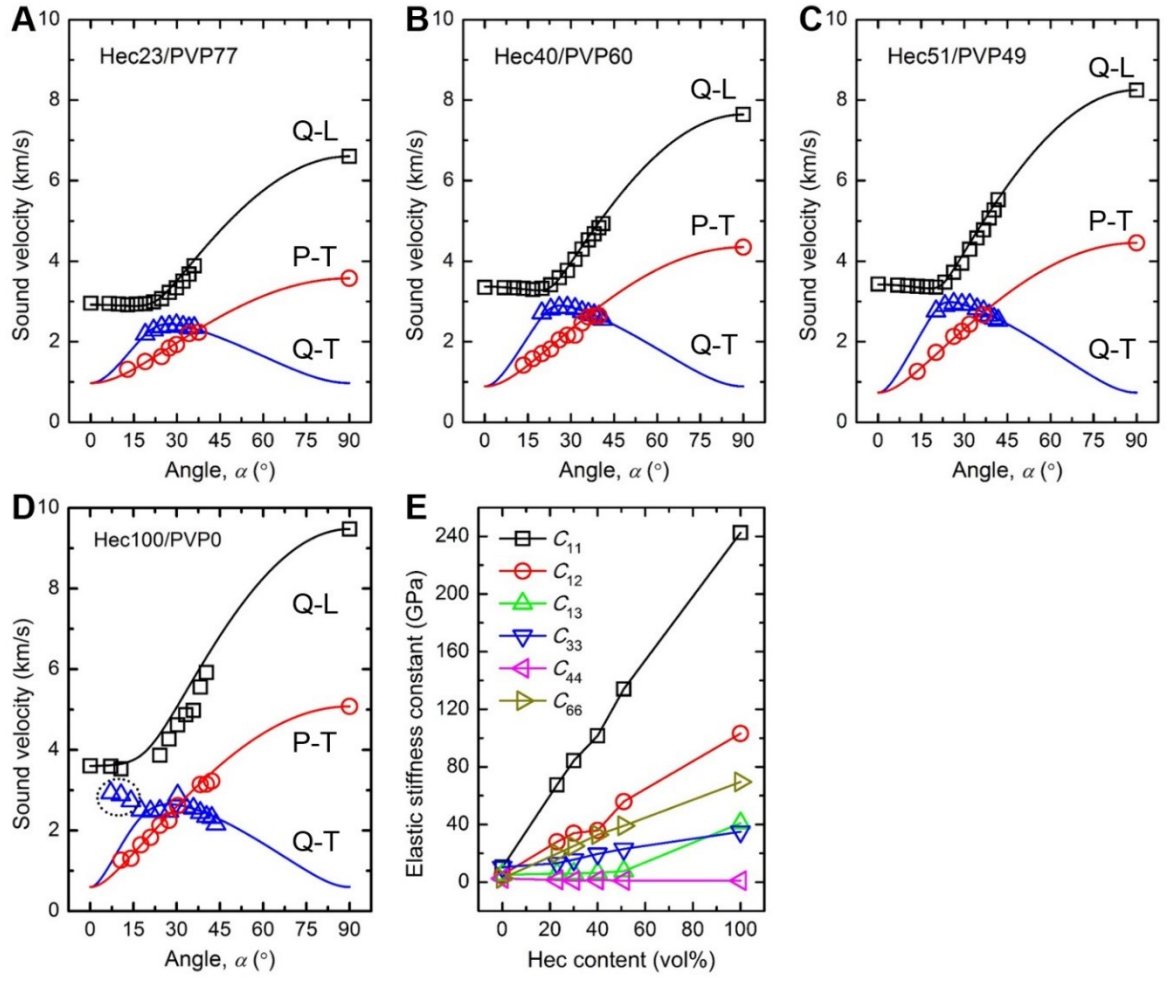 A
Hec23/PVP77
Q-L
P-T
Q-T
Sound velocity (km/s)
10
8
6
4
2
0
0 15 30 45 60 75 90
Angle, α (°)
B
Hec40/PVP60
Q-L
P-T
Q-T
Sound velocity (km/s)
10
8
6
4
2
0
0 15 30 45 60 75 90
Angle, α (°)
C
Hec51/PVP49
Q-L
P-T
Q-T
Sound velocity (km/s)
10
8
6
4
2
0
0 15 30 45 60 75 90
Angle, α (°)
D
Hec100/PVP0
Q-L
P-T
Q-T
Sound velocity (km/s)
10
8
6
4
2
0
0 15 30 45 60 75 90
Angle, α (°)
E
C11
C12
C13
C33
C44
C66
Elastic stiffness constant (GPa)
240
200
160
120
80
40
0
0 20 40 60 80 100
Hec content (vol%)